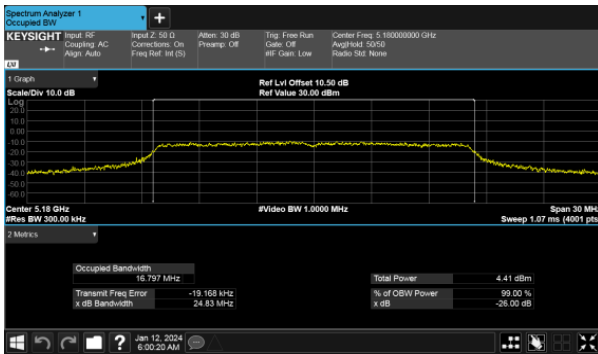 Spectrum Analyzer 1
Occupied BW
KEYSIGHT Input: RF Input Z: 50 Ω Atten: 30 dB Trig: Free Run Center Freq: 5.180000000 GHz
Coupling: AC Corrections: On Preamp: Off Gate: Off Avg|Hold: 50/50
Align: Auto Freq Ref: Int (S) #IF Gain: Low Radio Std: None
LXI
1 Graph
Ref Lvl Offset 10.50 dB
Scale/Div 10.0 dB Ref Value 30.00 dBm
Log
20.0
10.0
0.00
-10.0
-20.0
-30.0
-40.0
-50.0
-60.0
Center 5.18 GHz #Video BW 1.0000 MHz Span 30 MHz
#Res BW 300.00 kHz Sweep 1.07 ms (4001 pts
2 Metrics
Occupied Bandwidth
16.797 MHz Total Power 4.41 dBm
Transmit Freq Error -19.168 kHz % of OBW Power 99.00 %
x dB Bandwidth 24.83 MHz x dB -26.00 dB
Jan 12, 2024
6:00:20 AM